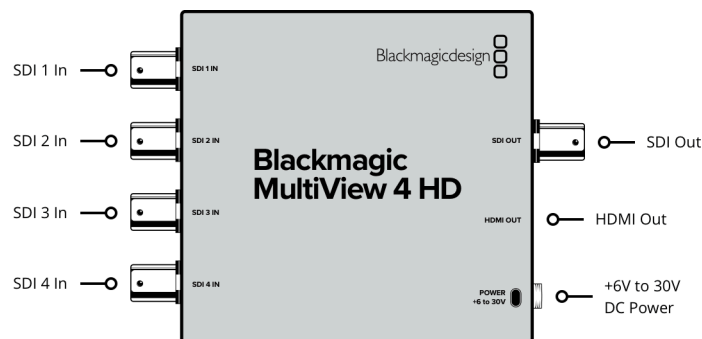 Blackmagicdesign
SDI 1 In
SDI 1 IN
SDI 2 In
SDI 2 IN
SDI OUT
SDI Out
Blackmagic
MultiView 4 HD
SDI 3 In
SDI 3 IN
HDMI OUT
HDMI Out
SDI 4 In
SDI 4 IN
POWER
+6 to 30V
+6V to 30V
DC Power